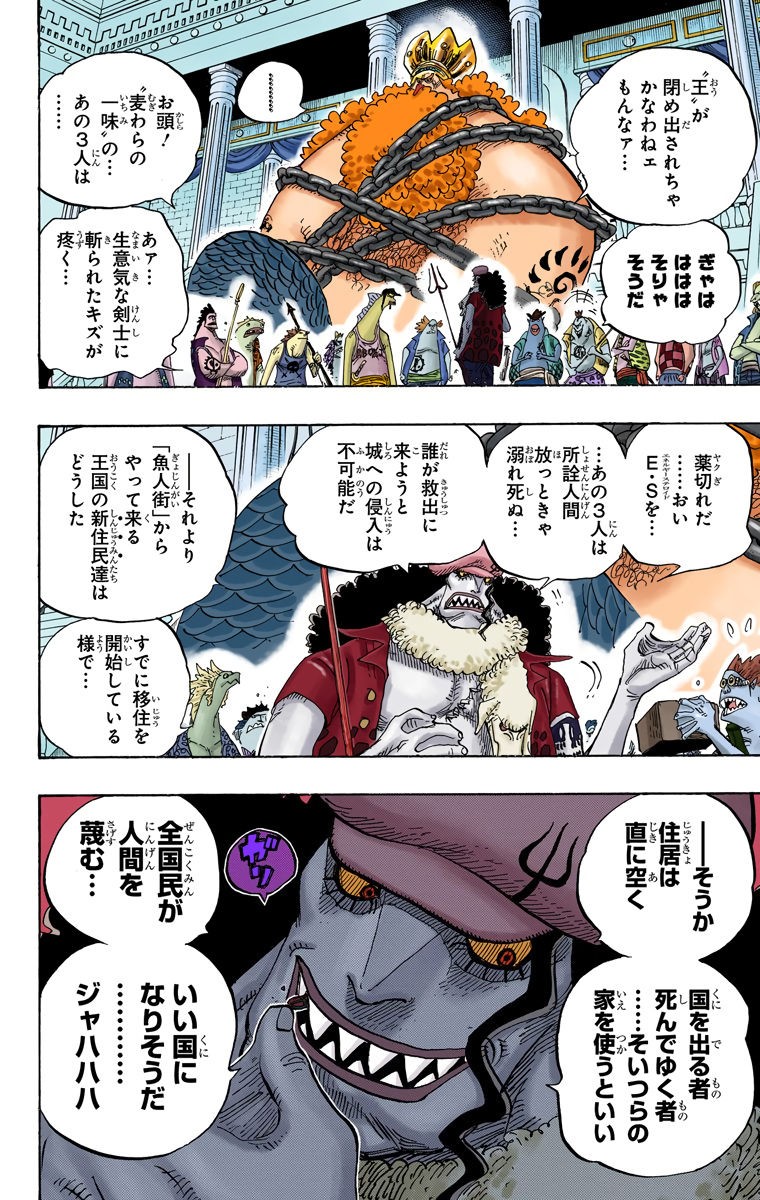 〝王〟が
閉め出されちゃ
かなわねェ
もんなァ…
ぎゃは
ははは
そりゃ
そうだ
…………
お頭！
〝麦わらの
一味〟の…
あの３人は
……
あァ…
生意気な剣士に
斬られたキズが
疼く…
薬切れだ
……おい
E・Sを…
…あの３人は
所詮人間
放っときゃ
溺れ死ぬ…
誰が救出に
来ようと
城への侵入は
不可能だ
──それより
「魚人街」から
やって来る
王国の新住民達は
どうした
すでに移住を
開始している
様で…
──そうか
住居は
直に空く
国を出る者
死んでゆく者
……そいつらの
家を使うといい
ガリッ
全国民が
人間を
蔑む…
いい国に
なりそうだ
…………
ジャハハハ